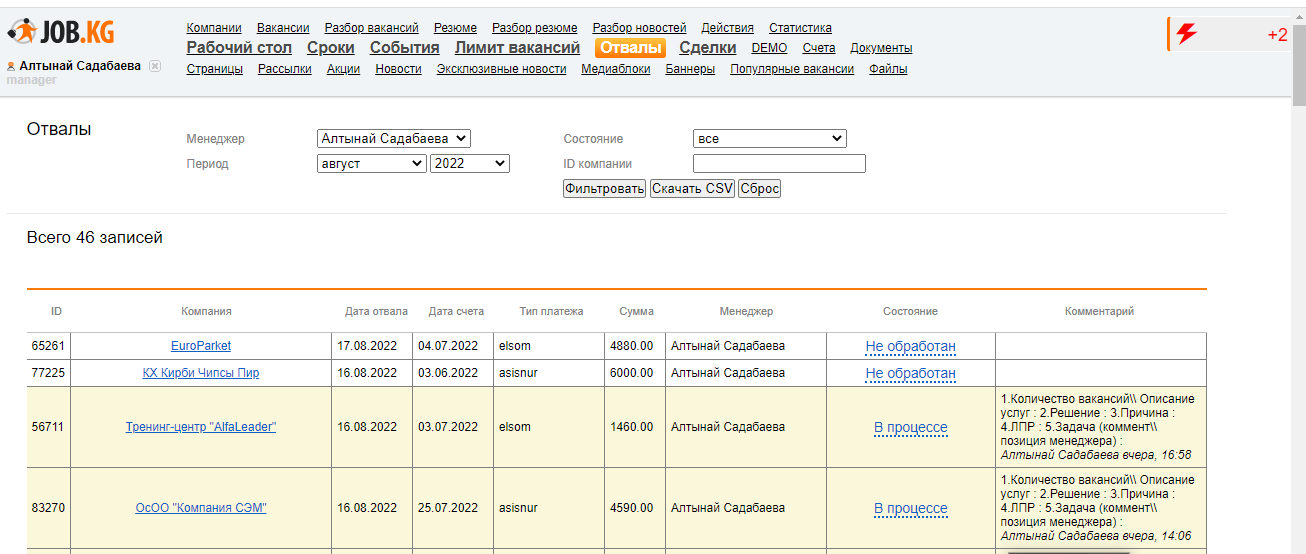 JOB.KG
Компании Вакансии Разбор вакансий Резюме Разбор резюме Разбор новостей Действия Статистика
Рабочий стол Сроки События Лимит вакансий Отвалы Сделки DEMO Счета Документы
Страницы Рассылки Акции Новости Эксклюзивные новости Медиаблоки Баннеры Популярные вакансии Файлы
Алтынай Садабаева
manager
+2
Отвалы
Менеджер Алтынай Садабаева Состояние все
Период август 2022 ID компании
Фильтровать Скачать CSV Сброс
Всего 46 записей
ID Компания Дата отвала Дата счета Тип платежа Сумма Менеджер Состояние Комментарий
65261 EuroParket 17.08.2022 04.07.2022 elsom 4880.00 Алтынай Садабаева Не обработан
77225 КХ Кирби Чипсы Пир 16.08.2022 03.06.2022 asisnur 6000.00 Алтынай Садабаева Не обработан
56711 Тренинг-центр "AlfaLeader" 16.08.2022 03.07.2022 elsom 1460.00 Алтынай Садабаева В процессе
1.Количество вакансий\\ Описание
услуг : 2.Решение : 3.Причина :
4.ЛПР : 5.Задача (коммент\\
позиция менеджера) :
Алтынай Садабаева вчера, 16:58
83270 ОсОО "Компания СЭМ" 16.08.2022 25.07.2022 asisnur 4590.00 Алтынай Садабаева В процессе
1.Количество вакансий\\ Описание
услуг : 2.Решение : 3.Причина :
4.ЛПР : 5.Задача (коммент\\
позиция менеджера) :
Алтынай Садабаева вчера, 14:06